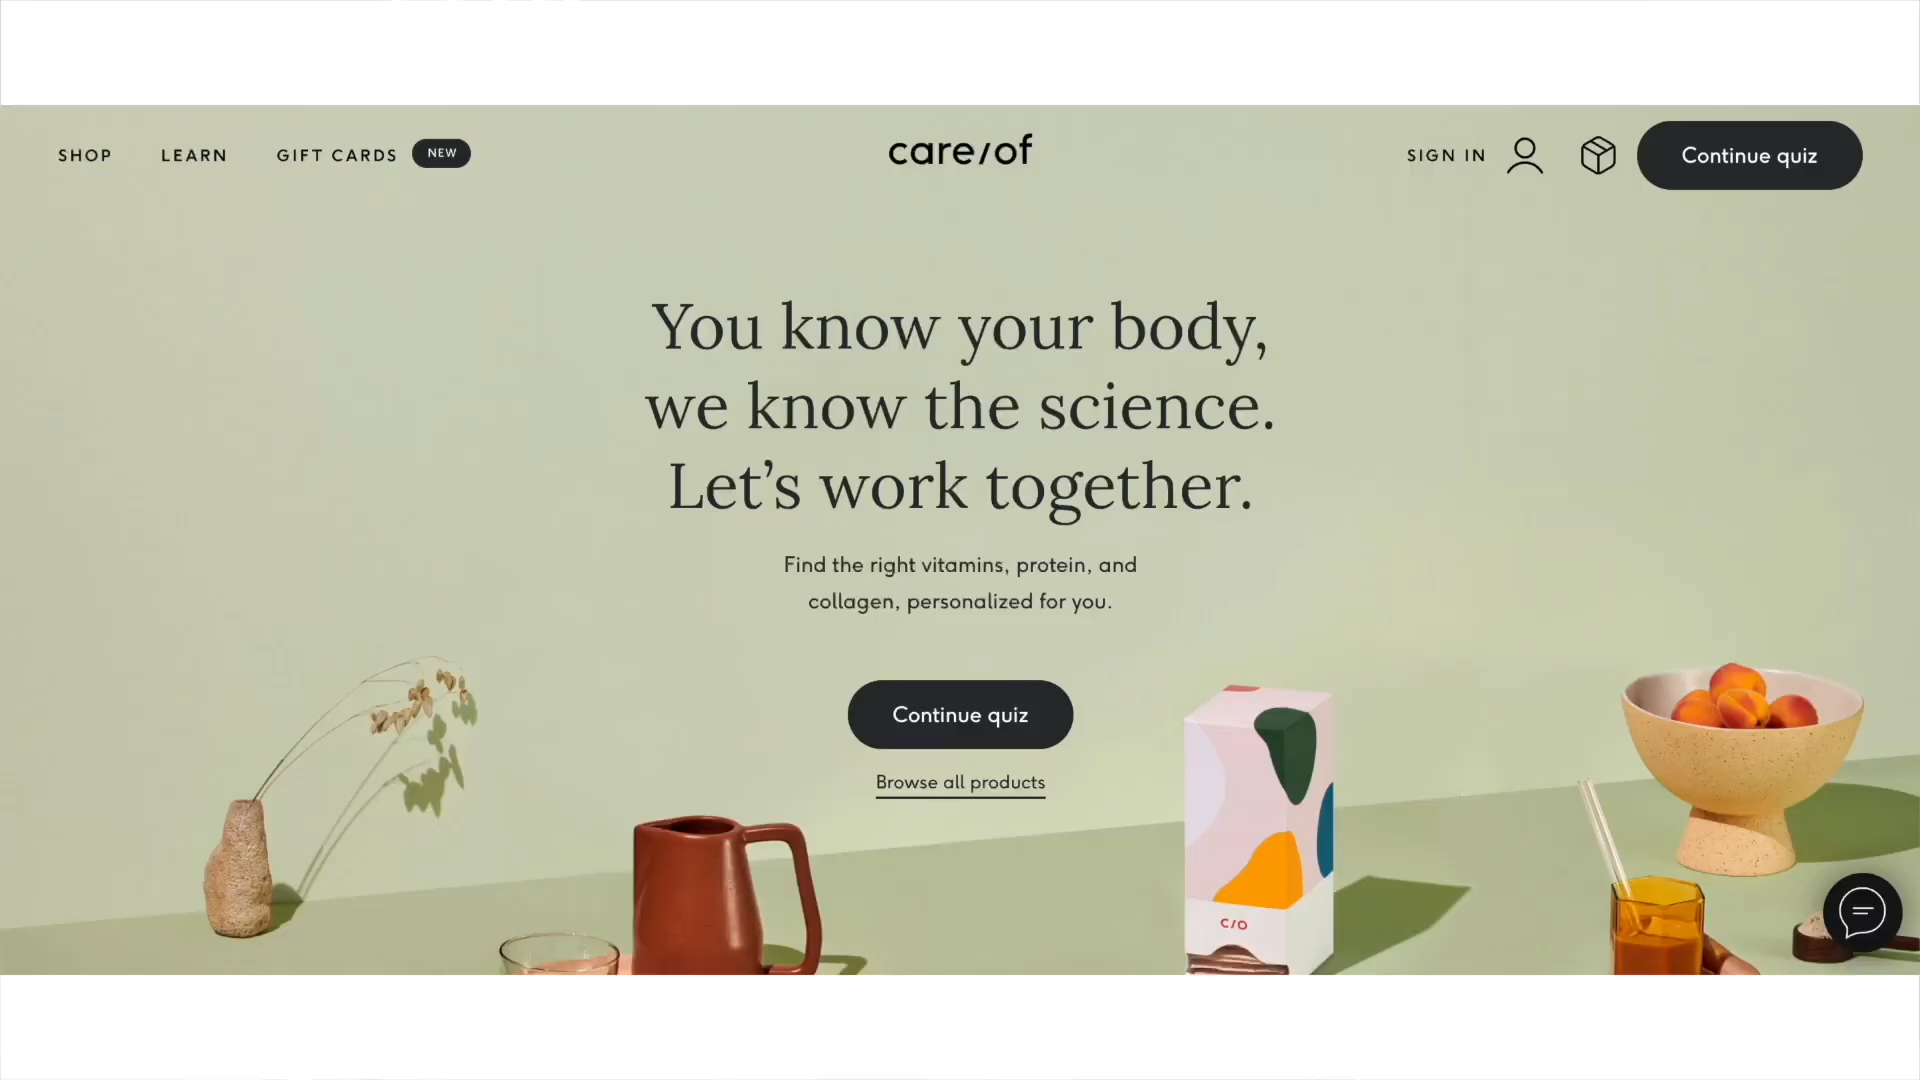 SHOP
LEARN
GIFT CARDS
NEW
care/of
SIGN IN
Continue quiz
You know your body,
we know the science.
Let’s work together.
Find the right vitamins, protein, and
collagen, personalized for you.
Continue quiz
Browse all products
C/O